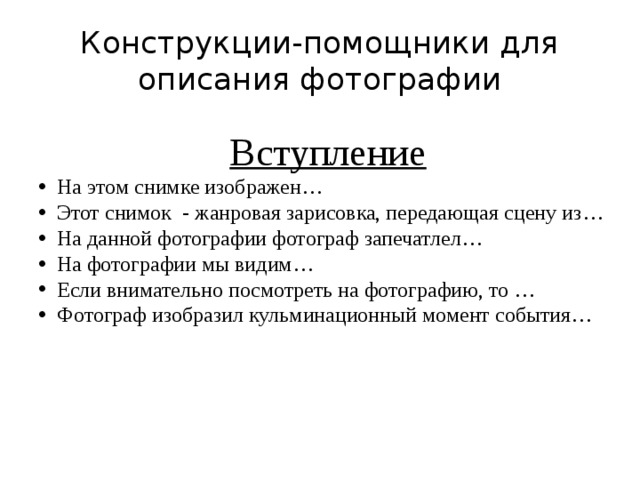 Конструкции-помощники для
описания фотографии
Вступление
• На этом снимке изображен…
• Этот снимок  - жанровая зарисовка, передающая сцену из…
• На данной фотографии фотограф запечатлел…
• На фотографии мы видим…
• Если внимательно посмотреть на фотографию, то …
• Фотограф изобразил кульминационный момент события…